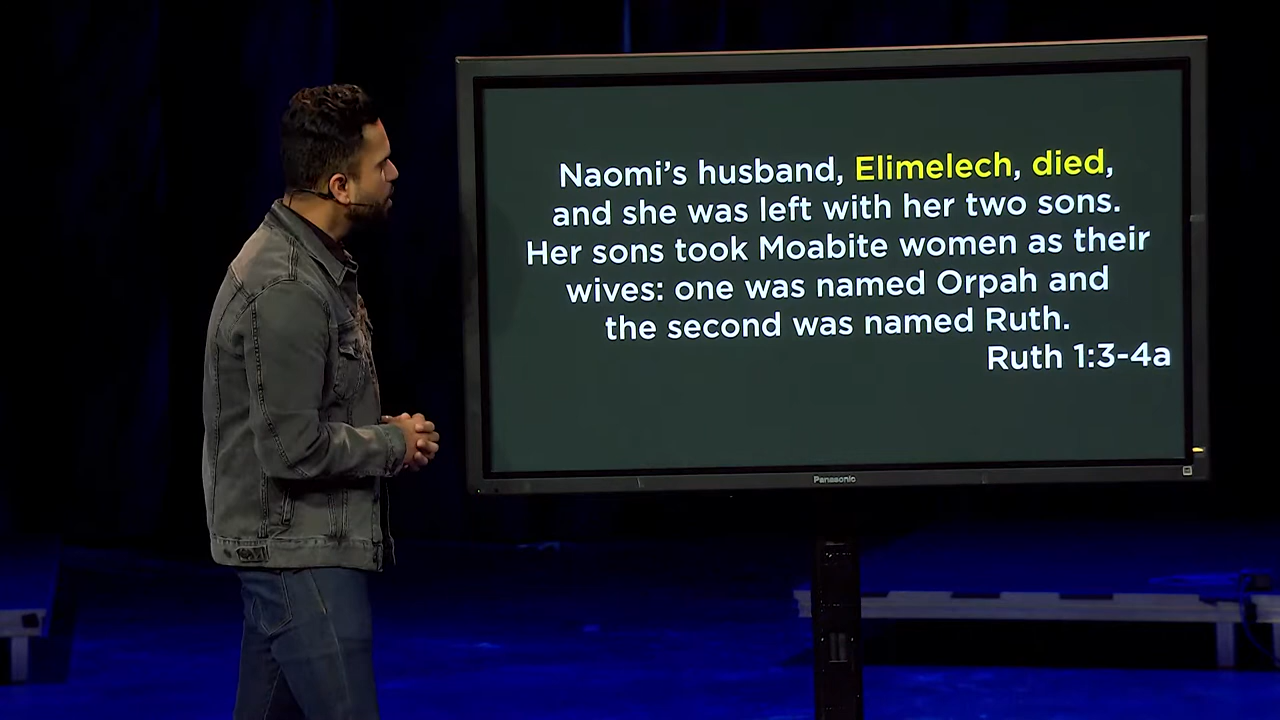 Naomi’s husband, Elimelech, died,
and she was left with her two sons.
Her sons took Moabite women as their
wives: one was named Orpah and
the second was named Ruth.
Ruth 1:3-4a
Panasonic